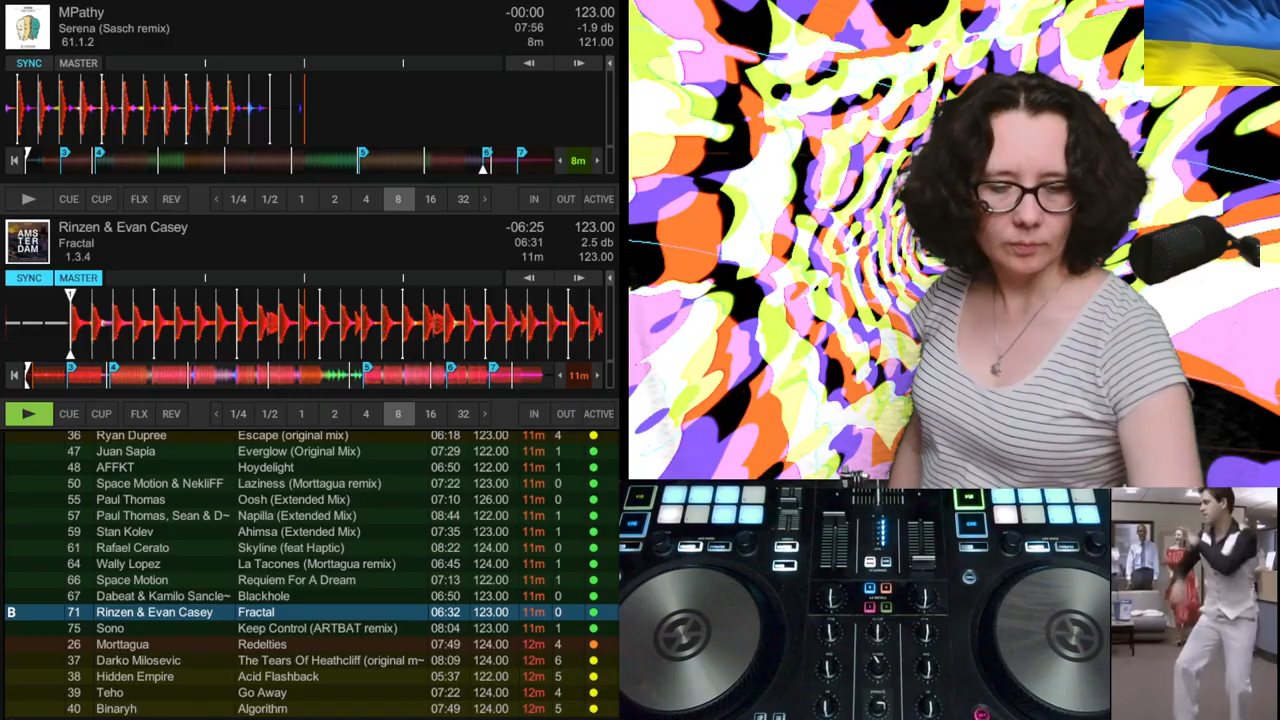 MPathy -00:00 123.00
Serena (Sasch remix) 07:56 -1.9 db
61.1.2 8m 121.00
SYNC MASTER
3 4 5 6 7 8m
CUE CUP FLX REV < 1/4 1/2 1 2 4 8 16 32 > IN OUT ACTIVE
AMS TER DAM
Rinzen & Evan Casey -06:25 123.00
Fractal 06:31 2.5 db
1.3.4 11m 123.00
SYNC MASTER
3 4 5 6 7 11m
CUE CUP FLX REV < 1/4 1/2 1 2 4 8 16 32 > IN OUT ACTIVE
36 Ryan Dupree Escape (original mix) 06:18 123.00 11m 4
47 Juan Sapia Everglow (Original Mix) 07:29 122.00 11m 1
48 AFFKT Hoydelight 06:50 122.00 11m 1
50 Space Motion & NekliFF Laziness (Morttagua remix) 07:22 123.00 11m 0
55 Paul Thomas Oosh (Extended Mix) 07:10 126.00 11m 0
57 Paul Thomas, Sean & D~ Napilla (Extended Mix) 08:44 122.00 11m 1
59 Stan Kolev Ahimsa (Extended Mix) 07:35 123.00 11m 1
61 Rafael Cerato Skyline (feat Haptic) 08:22 124.00 11m 0
64 Wally Lopez La Tacones (Morttagua remix) 06:45 124.00 11m 1
66 Space Motion Requiem For A Dream 07:13 122.00 11m 1
67 Dabeat & Kamilo Sancle~ Blackhole 06:50 123.00 11m 0
B 71 Rinzen & Evan Casey Fractal 06:32 123.00 11m 0
75 Sono Keep Control (ARTBAT remix) 08:04 123.00 11m 1
26 Morttagua Redelties 07:49 124.00 12m 4
37 Darko Milosevic The Tears Of Heathcliff (original m~ 08:09 124.00 12m 6
38 Hidden Empire Acid Flashback 05:37 122.00 12m 5
39 Teho Go Away 07:22 124.00 12m 4
40 Binaryh Algorithm 07:49 124.00 12m 5